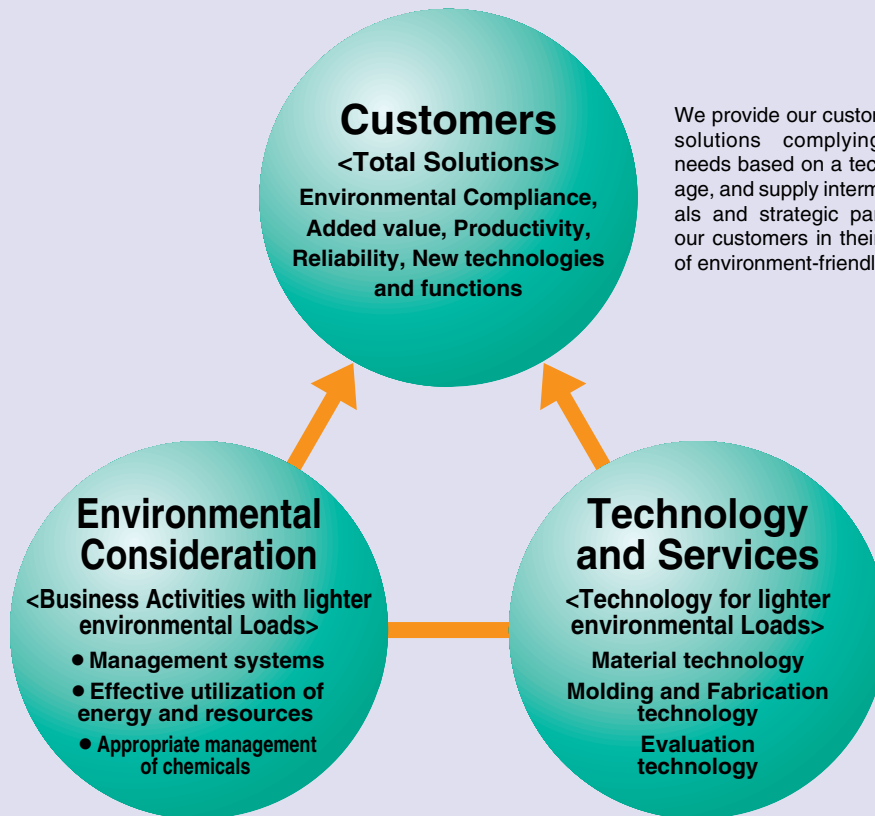 Customers
<Total Solutions>
Environmental Compliance,
Added value, Productivity,
Reliability, New technologies
and functions
We provide our
solutions complying
needs based on a
age, and supply
als and strategic
our customers in their
of
Environmental
Consideration
<Business Activities with lighter
environmental Loads>
● Management systems
● Effective utilization of
energy and resources
● Appropriate management
of chemicals
Technology
and Services
<Technology for lighter
environmental Loads>
Material technology
Molding and Fabrication
technology
Evaluation
technology